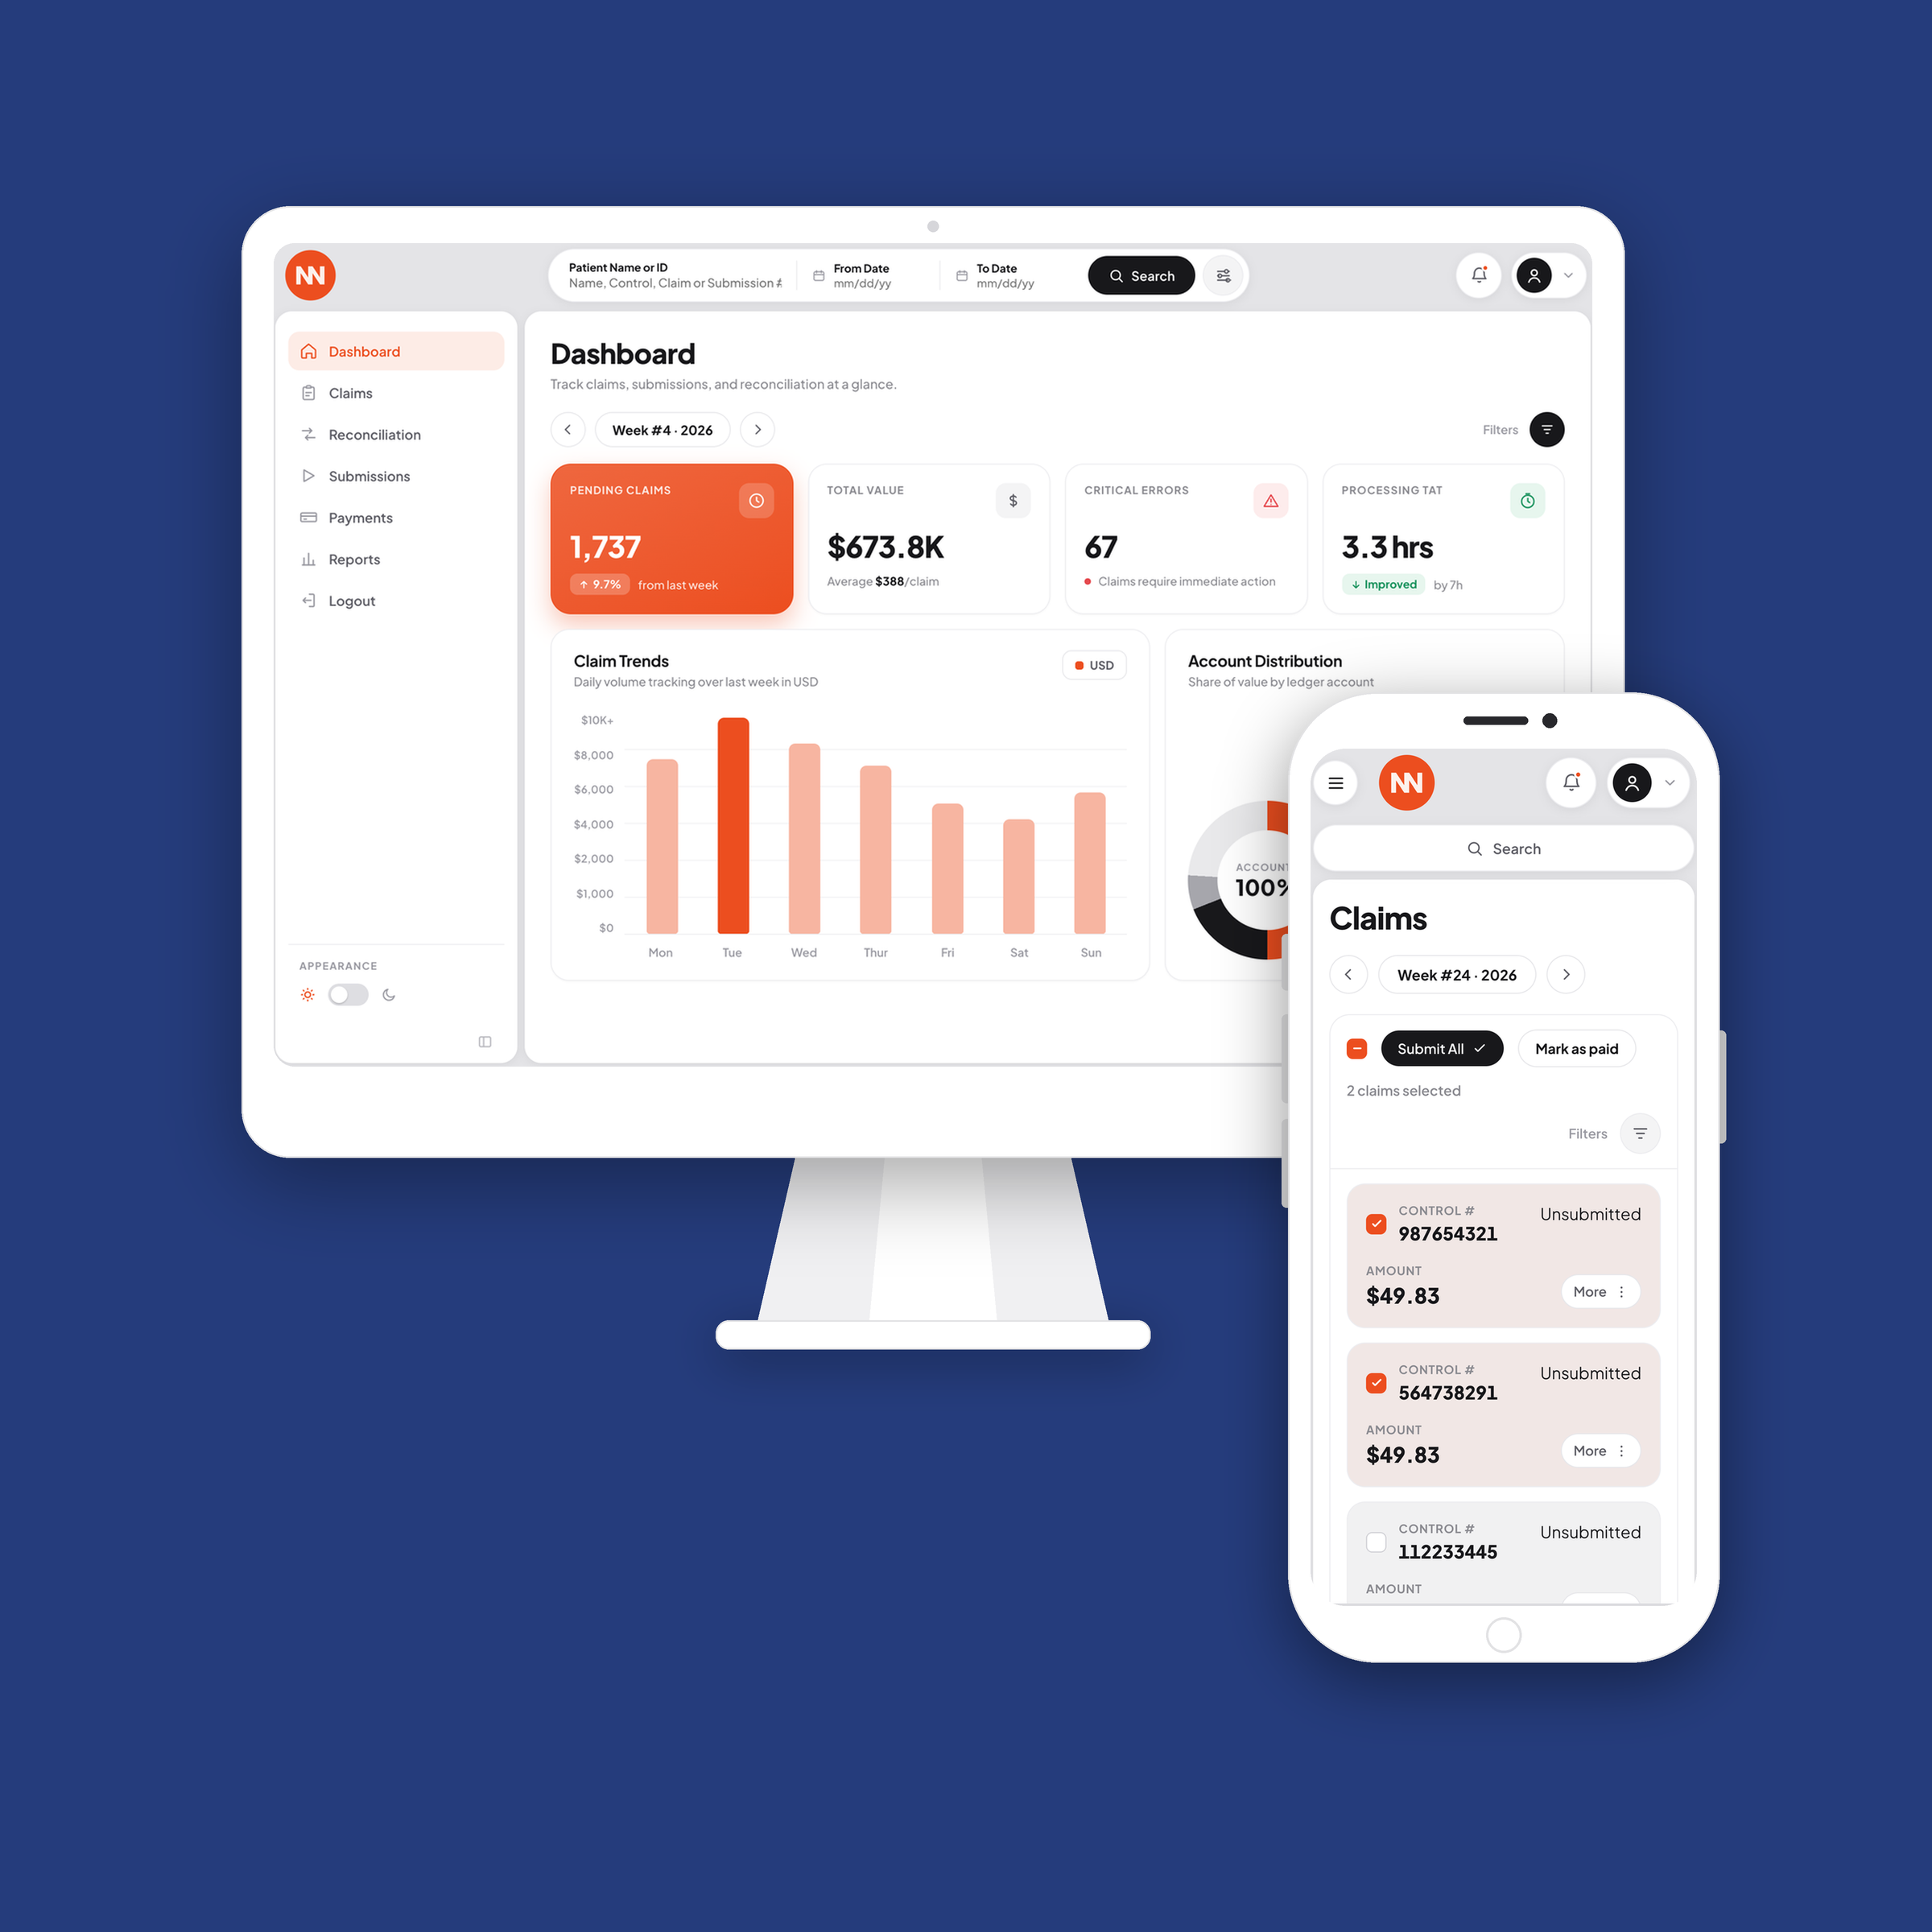 NN
Patient Name or ID
Name, Control, Claim or Submission #
From Date
mm/dd/yy
To Date
mm/dd/yy
Search
Dashboard
Claims
Reconciliation
Submissions
Payments
Reports
Logout
APPEARANCE
Dashboard
Track claims, submissions, and reconciliation at a glance.
Week #4 · 2026
Filters
PENDING CLAIMS
1,737
↑ 9.7% from last week
TOTAL VALUE
$
$673.8K
Average $388/claim
CRITICAL ERRORS
67
Claims require immediate action
PROCESSING TAT
3.3 hrs
↓ Improved by 7h
Claim Trends
Daily volume tracking over last week in USD
USD
$10K+
$8,000
$6,000
$4,000
$2,000
$1,000
$0
Mon Tue Wed Thur Fri Sat Sun
Account Distribution
Share of value by ledger account
ACCOUNT
100%
NN
Search
Claims
Week #24 · 2026
Submit All
Mark as paid
2 claims selected
Filters
CONTROL #
987654321
Unsubmitted
AMOUNT
$49.83
More
CONTROL #
564738291
Unsubmitted
AMOUNT
$49.83
More
CONTROL #
112233445
Unsubmitted
AMOUNT